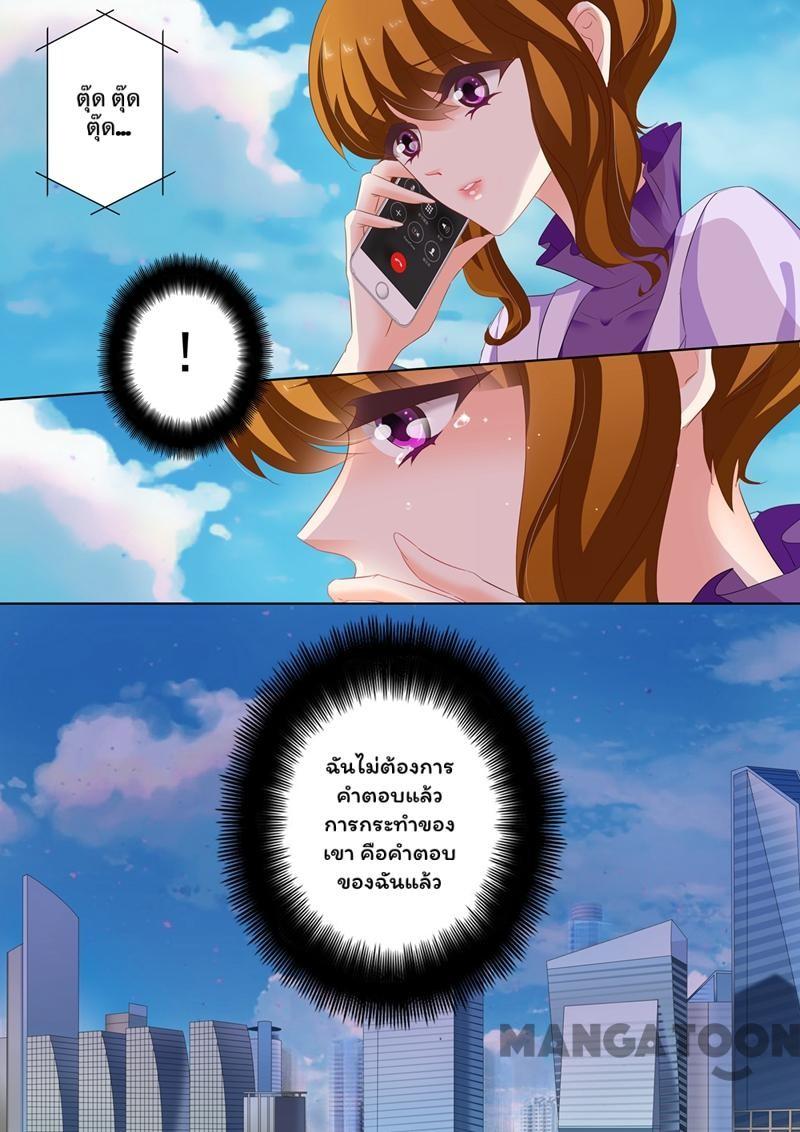 ตุ๊ด ตุ๊ด
ตุ๊ด...
!
ฉันไม่ต้องการ
คำตอบแล้ว
การกระทำของ
เขา คือคำตอบ
ของฉันแล้ว
MANGATOON